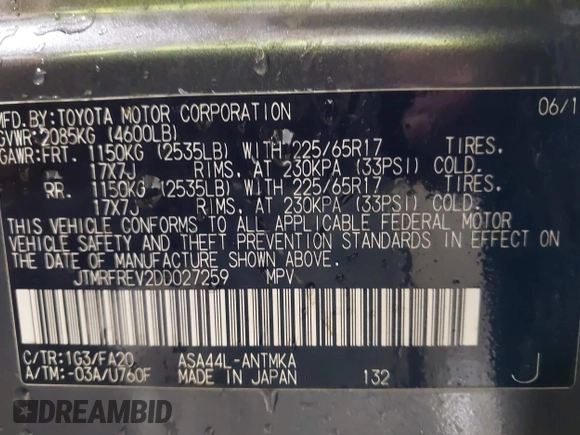 MFD. BY: TOYOTA MOTOR CORPORATION 06/1
GVWR: 2085KG (4600LB)
GAWR: FRT. 1150KG (2535LB) WITH 225/65R17 TIRES.
17X7J RIMS. AT 230KPA (33PSI) COLD.
RR. 1150KG (2535LB) WITH 225/65R17 TIRES.
17X7J RIMS. AT 230KPA (33PSI) COLD.
THIS VEHICLE CONFORMS TO ALL APPLICABLE FEDERAL MOTOR
VEHICLE SAFETY AND THEFT PREVENTION STANDARDS IN EFFECT ON
THE DATE OF MANUFACTURE SHOWN ABOVE.
JTMRFREV2DD027259 MPV
C/TR: 1G3/FA20 ASA44L-ANTMKA
A/TM: -03A/U760F MADE IN JAPAN 132 J
DREAMBID